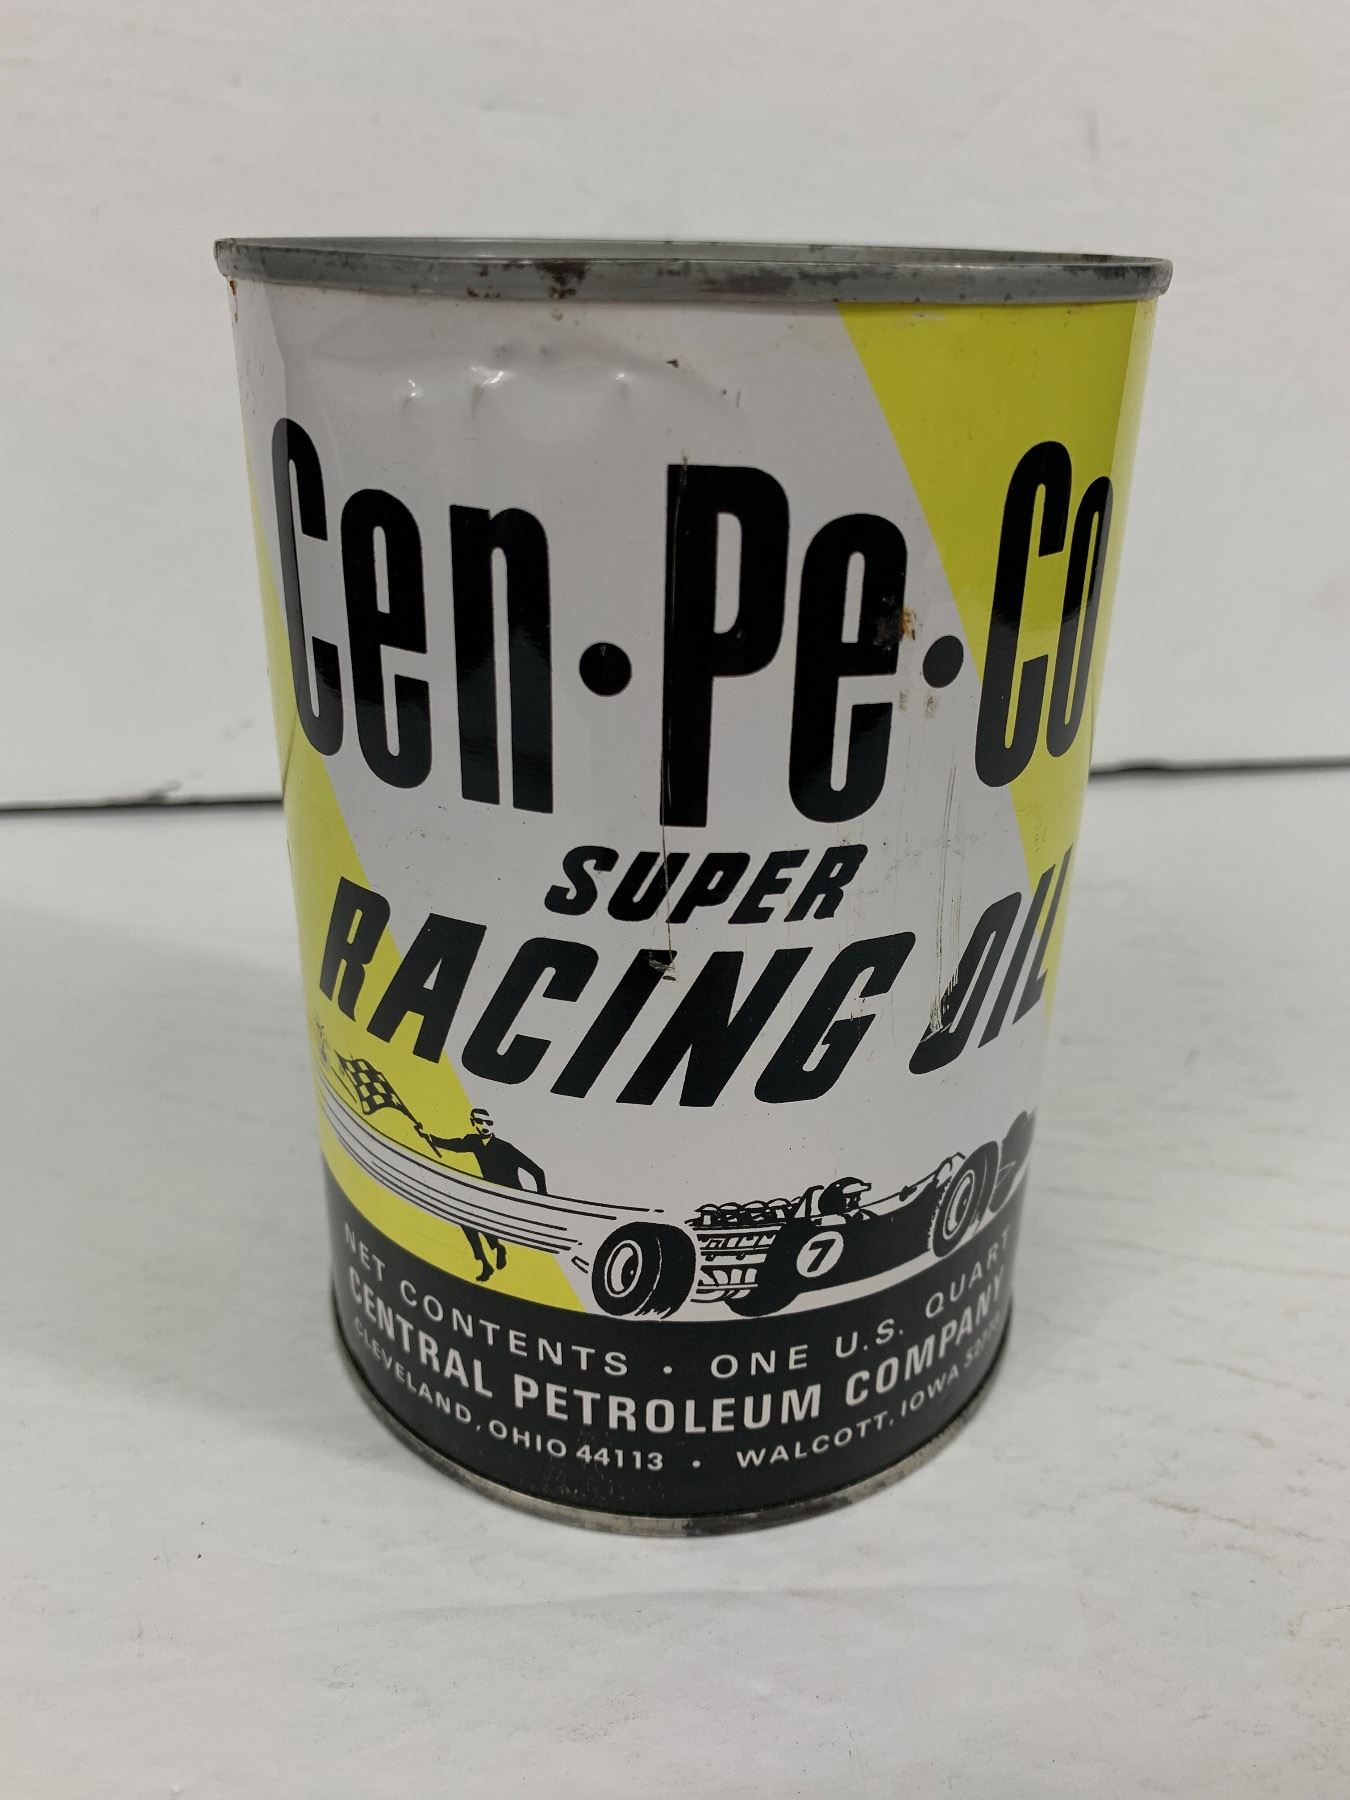 Cen•Pe•Co
SUPER
RACING OIL
7
NET CONTENTS • ONE U.S. QUART
CENTRAL PETROLEUM COMPANY
CLEVELAND, OHIO 44113 • WALCOTT, IOWA